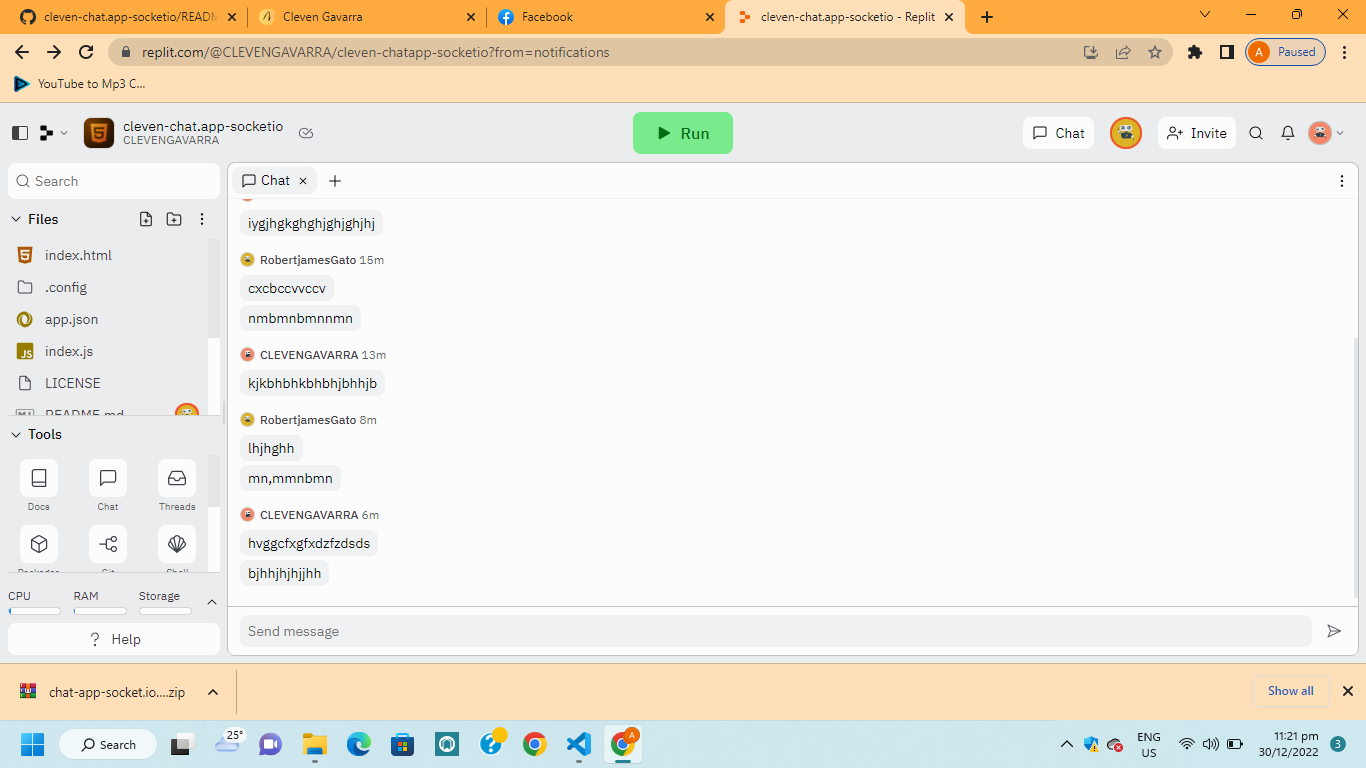 cleven-chat.app-socketio/READM
Cleven Gavarra
Facebook
cleven-chat.app-socketio - Replit
replit.com/@CLEVENGAVARRA/cleven-chatapp-socketio?from=notifications
A Paused
YouTube to Mp3 C...
cleven-chat.app-socketio
CLEVENGAVARRA
Run
Chat
Invite
Search
Chat
Files
index.html
.config
app.json
JS index.js
LICENSE
README.md
Tools
Docs
Chat
Threads
Packages
Git
Shell
CPU
RAM
Storage
? Help
iygjhgkghghjghjghjhj
RobertjamesGato 15m
cxcbccvvccv
nmbmnbmnnmn
CLEVENGAVARRA 13m
kjkbhbhkbhbhjbhhjb
RobertjamesGato 8m
lhjhghh
mn,mmnbmn
CLEVENGAVARRA 6m
hvggcfxgfxdzfzdsds
bjhhjhjhjjhh
Send message
chat-app-socket.io....zip
Show all
Search
25°
A
ENG
US
11:21 pm
30/12/2022
3